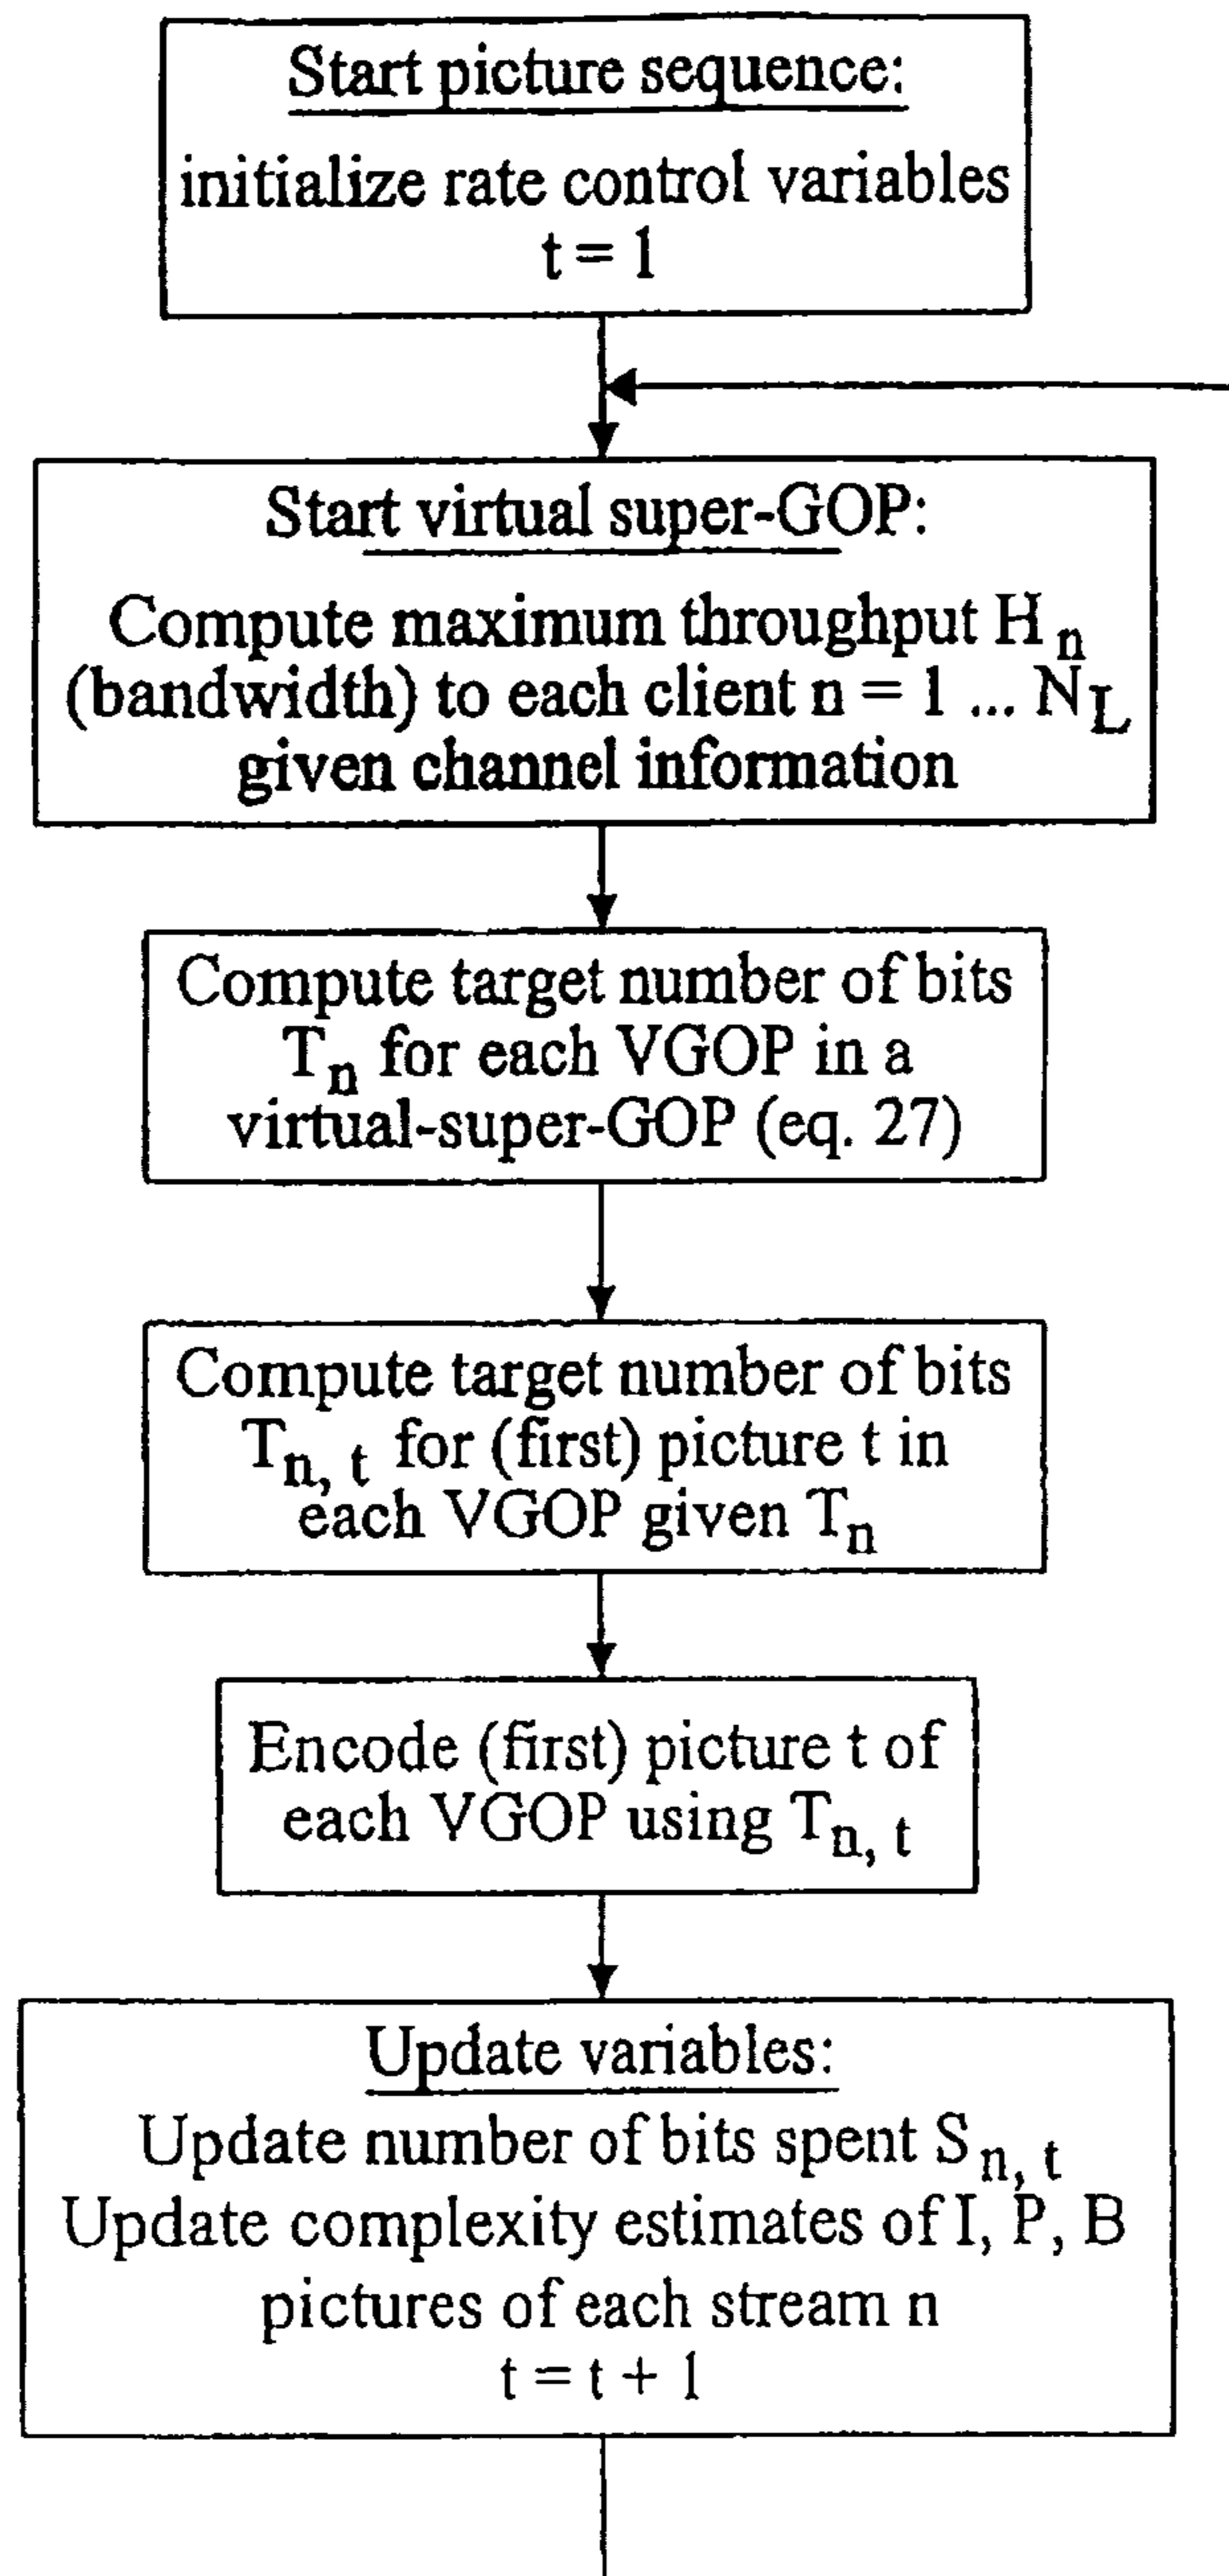 Start picture sequence:
initialize rate control variables
t = 1
Start virtual super-GOP:
Compute maximum throughput H n
(bandwidth) to each client n = 1 ... N L
given channel information
Compute target number of bits
T n for each VGOP in a
virtual-super-GOP (eq. 27)
Compute target number of bits
T n, t for (first) picture t in
each VGOP given T n
Encode (first) picture t of
each VGOP using T n, t
Update variables:
Update number of bits spent S n, t
Update complexity estimates of I, P, B
pictures of each stream n
t = t + 1